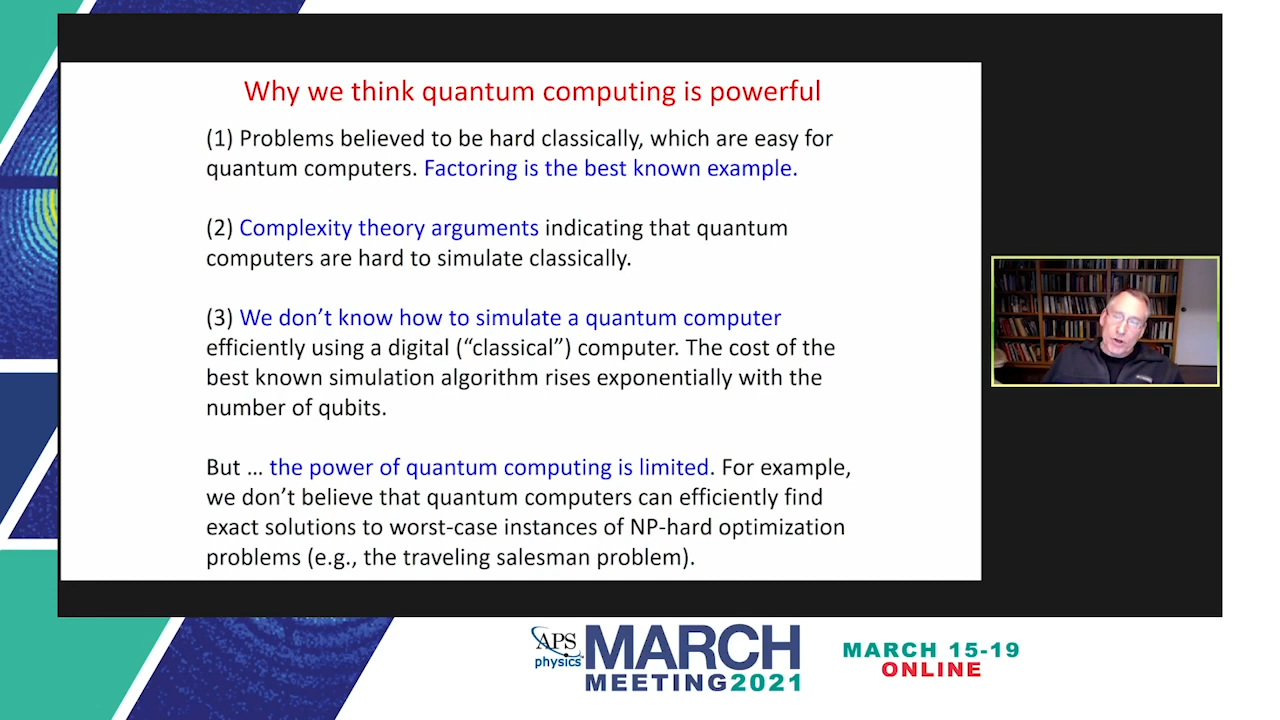 Why we think quantum computing is powerful
(1) Problems believed to be hard classically, which are easy for
quantum computers. Factoring is the best known example.
(2) Complexity theory arguments indicating that quantum
computers are hard to simulate classically.
(3) We don’t know how to simulate a quantum computer
efficiently using a digital (“classical”) computer. The cost of the
best known simulation algorithm rises exponentially with the
number of qubits.
But … the power of quantum computing is limited. For example,
we don’t believe that quantum computers can efficiently find
exact solutions to worst-case instances of NP-hard optimization
problems (e.g., the traveling salesman problem).
APS
physics
MARCH
MEETING2021
MARCH 15-19
ONLINE